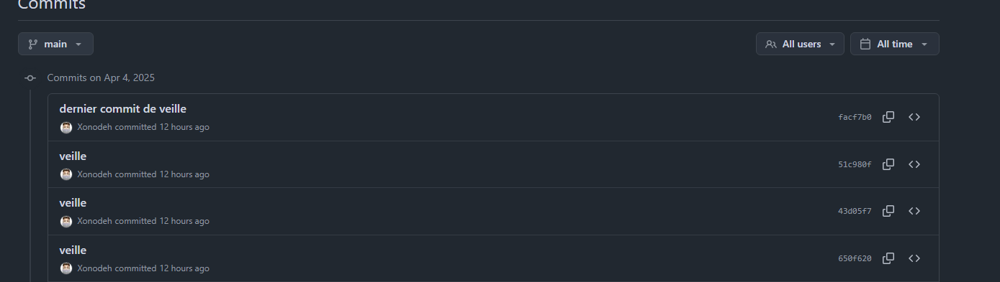 Commits
main
All users
All time
Commits on Apr 4, 2025
dernier commit de veille
Xonodeh committed 12 hours ago
facf7b0
veille
Xonodeh committed 12 hours ago
51c980f
veille
Xonodeh committed 12 hours ago
43d05f7
veille
Xonodeh committed 12 hours ago
650f620